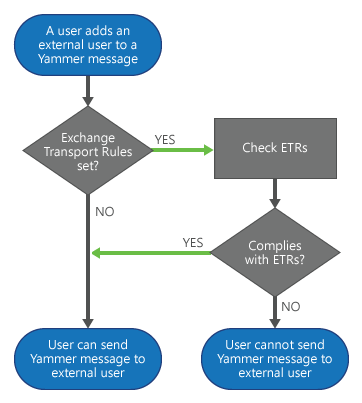 A user adds an
external user to a
Yammer message
Exchange
Transport Rules
set?
YES
Check ETRs
NO
YES
Complies
with ETRs?
NO
User can send
Yammer message to
external user
User cannot send
Yammer message to
external user